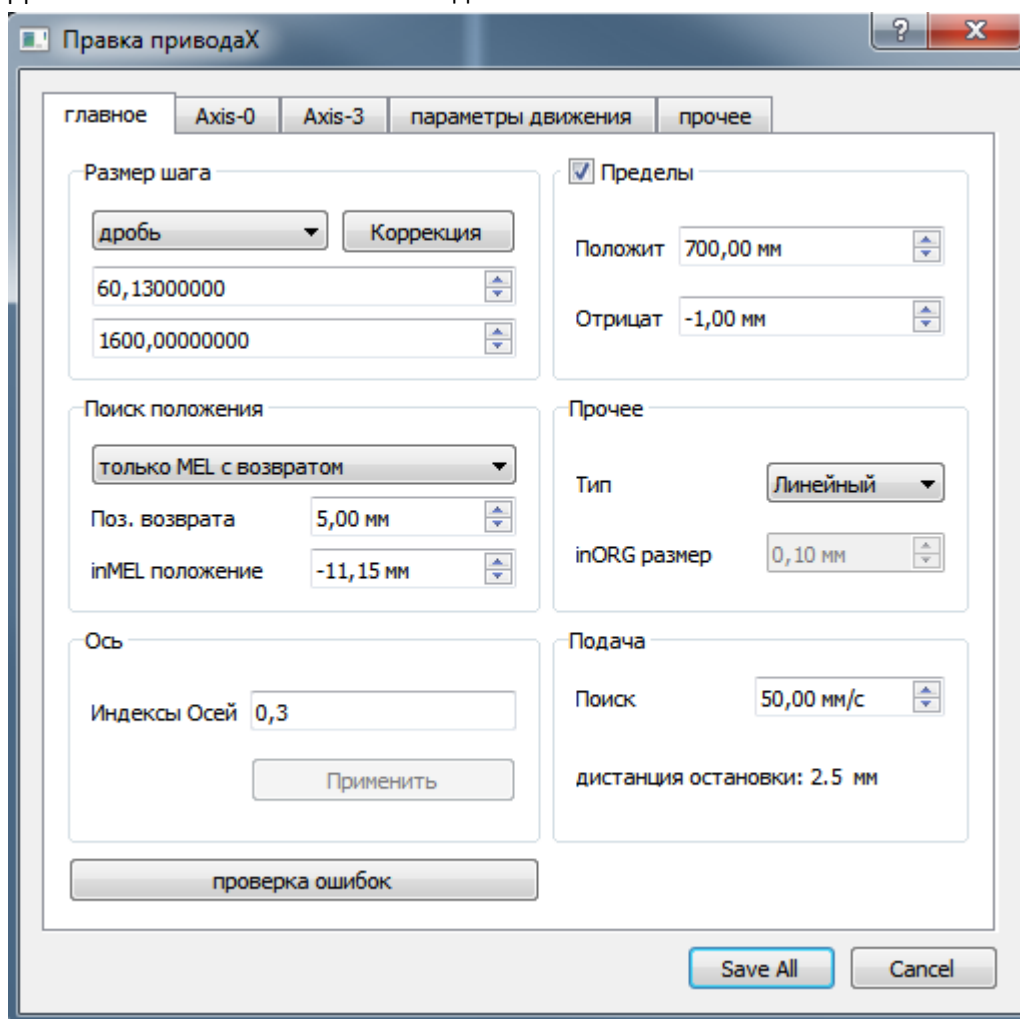 Правка приводаX
главное Axis-0 Axis-3 параметры движения прочее
Размер шага
дробь Коррекция
60,13000000
1600,00000000
Пределы
Положит 700,00 мм
Отрицат -1,00 мм
Поиск положения
только MEL с возвратом
Поз. возврата 5,00 мм
inMEL положение -11,15 мм
Прочее
Тип Линейный
inORG размер 0,10 мм
Ось
Индексы Осей 0,3
Применить
Подача
Поиск 50,00 мм/с
дистанция остановки: 2.5 мм
проверка ошибок
Save All Cancel